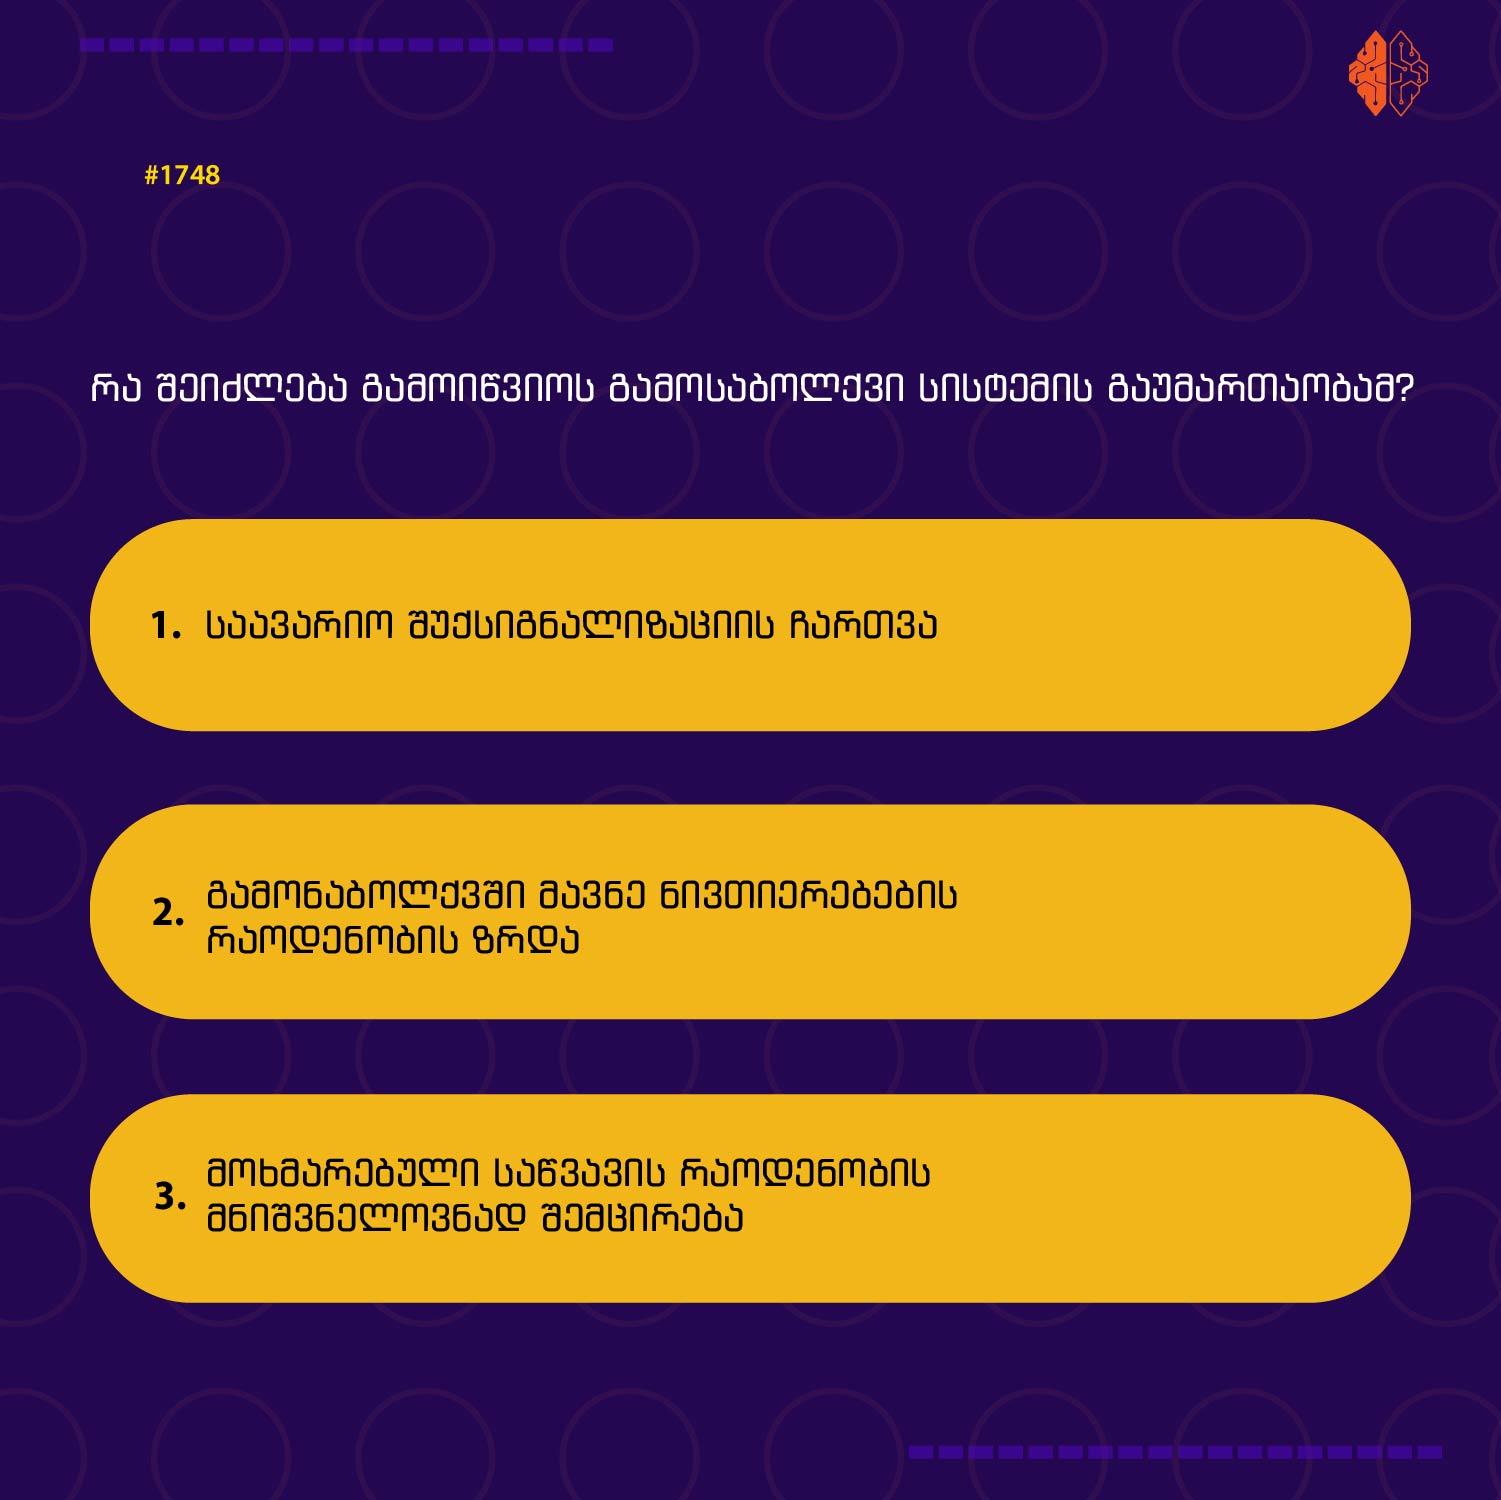 #1748
რა შეიძლება გამოიწვიოს გამოსაბოლქვი სისტემის გაუმართაობამ?
1. საავარიო შუქსიგნალიზაციის ჩართვა
2. გამონაბოლქვში მავნე ნივთიერებების
რაოდენობის ზრდა
3. მოხმარებული საწვავის რაოდენობის
მნიშვნელოვნად შემცირება